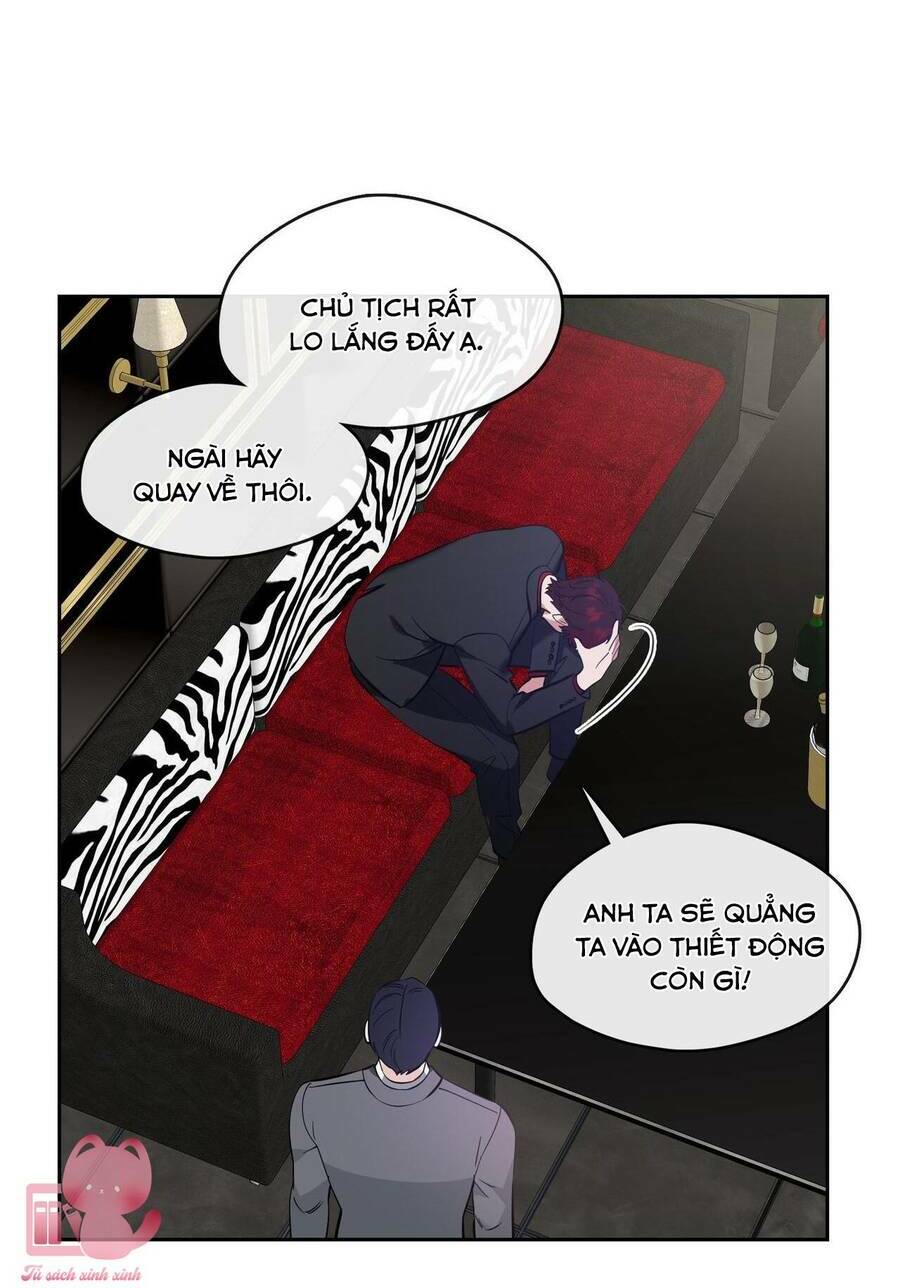 CHỦ TỊCH RẤT
LO LẮNG ĐẤY Ạ.
NGÀI HÃY
QUAY VỀ THÔI.
ANH TA SẼ QUẲNG
TA VÀO THIẾT ĐỘNG
CÒN GÌ!
Tủ sách xinh xinh